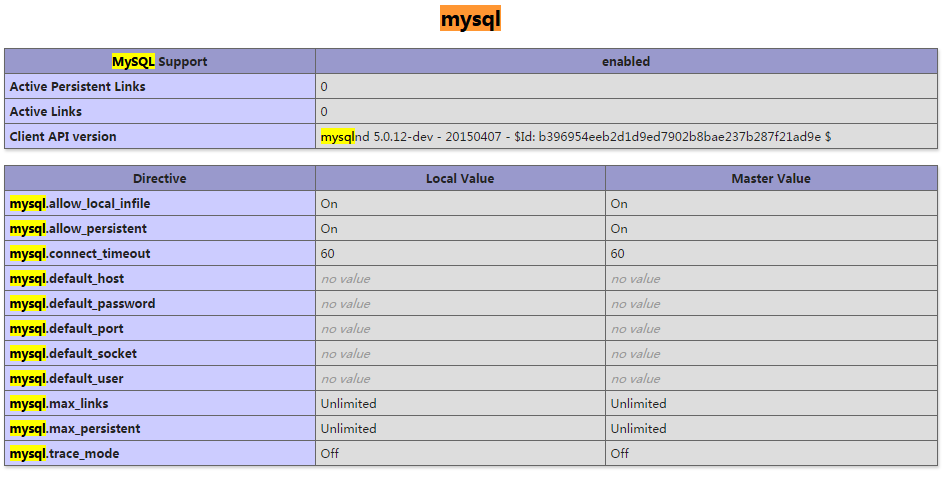 mysql
MySQL Support enabled
Active Persistent Links 0
Active Links 0
Client API version mysqlnd 5.0.12-dev - 20150407 - $Id: b396954eeb2d1d9ed7902b8bae237b287f21ad9e $
Directive Local Value Master Value
mysql.allow_local_infile On On
mysql.allow_persistent On On
mysql.connect_timeout 60 60
mysql.default_host no value no value
mysql.default_password no value no value
mysql.default_port no value no value
mysql.default_socket no value no value
mysql.default_user no value no value
mysql.max_links Unlimited Unlimited
mysql.max_persistent Unlimited Unlimited
mysql.trace_mode Off Off